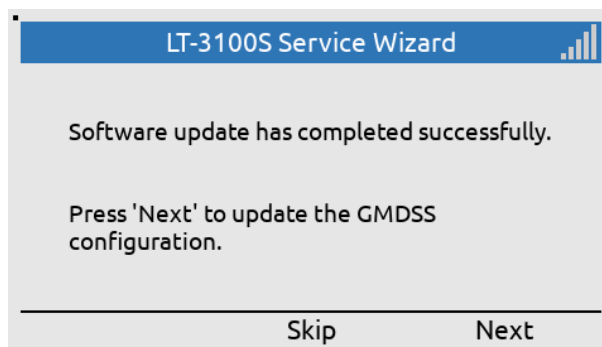 LT-3100S Service Wizard
Software update has completed successfully.
Press 'Next' to update the GMDSS
configuration.
Skip Next